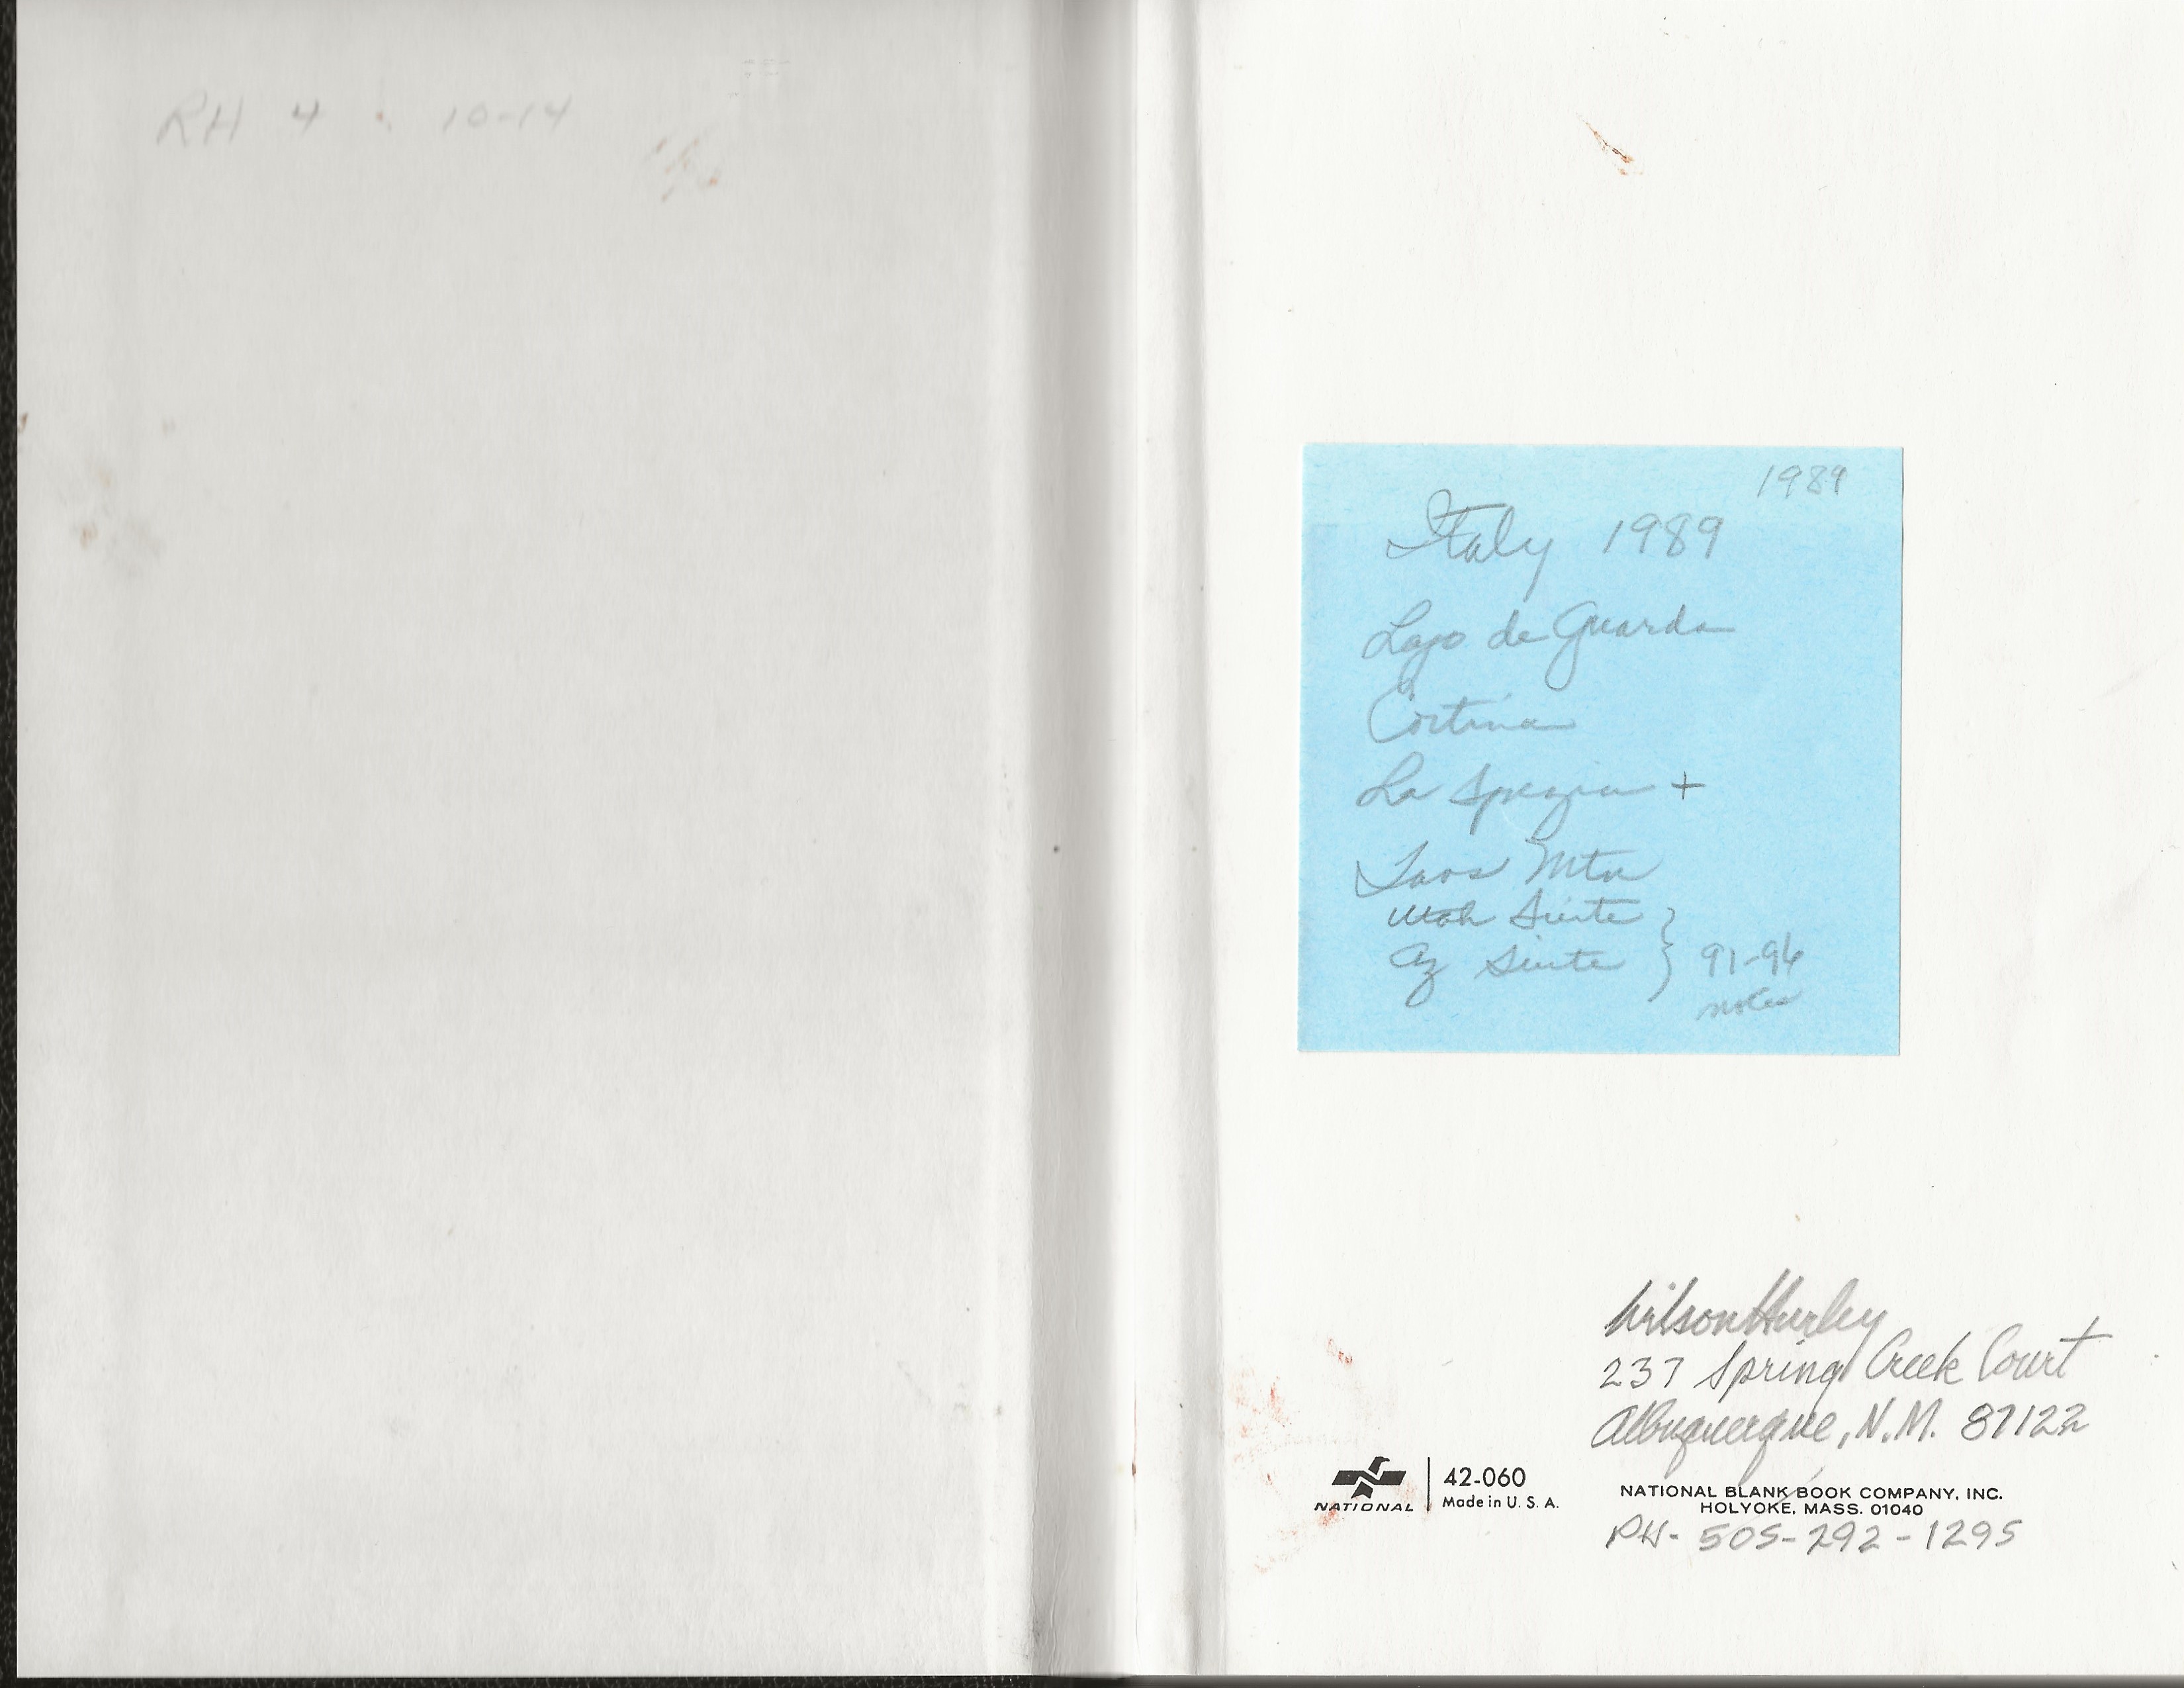 RH 4 10-14
1989
Italy 1989
Lago de Guarda
Cortina
La Spezia +
Taos Mtn
Utah Suite
Az Suite } 91-96
notes
Wilson Hurley
237 Spring Creek Court
Albuquerque, N.M. 87122
NATIONAL
42-060
Made in U. S. A.
NATIONAL BLANK BOOK COMPANY, INC.
HOLYOKE, MASS. 01040
PH- 505-292-1295